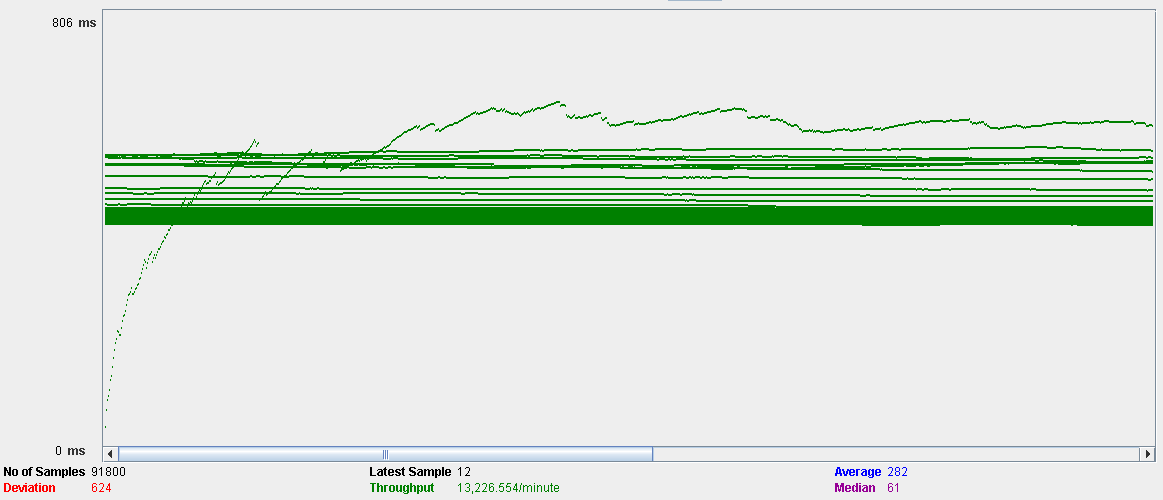 806 ms
0 ms
No of Samples 91800 Latest Sample 12 Average 282
Deviation 624 Throughput 13,226.554/minute Median 61